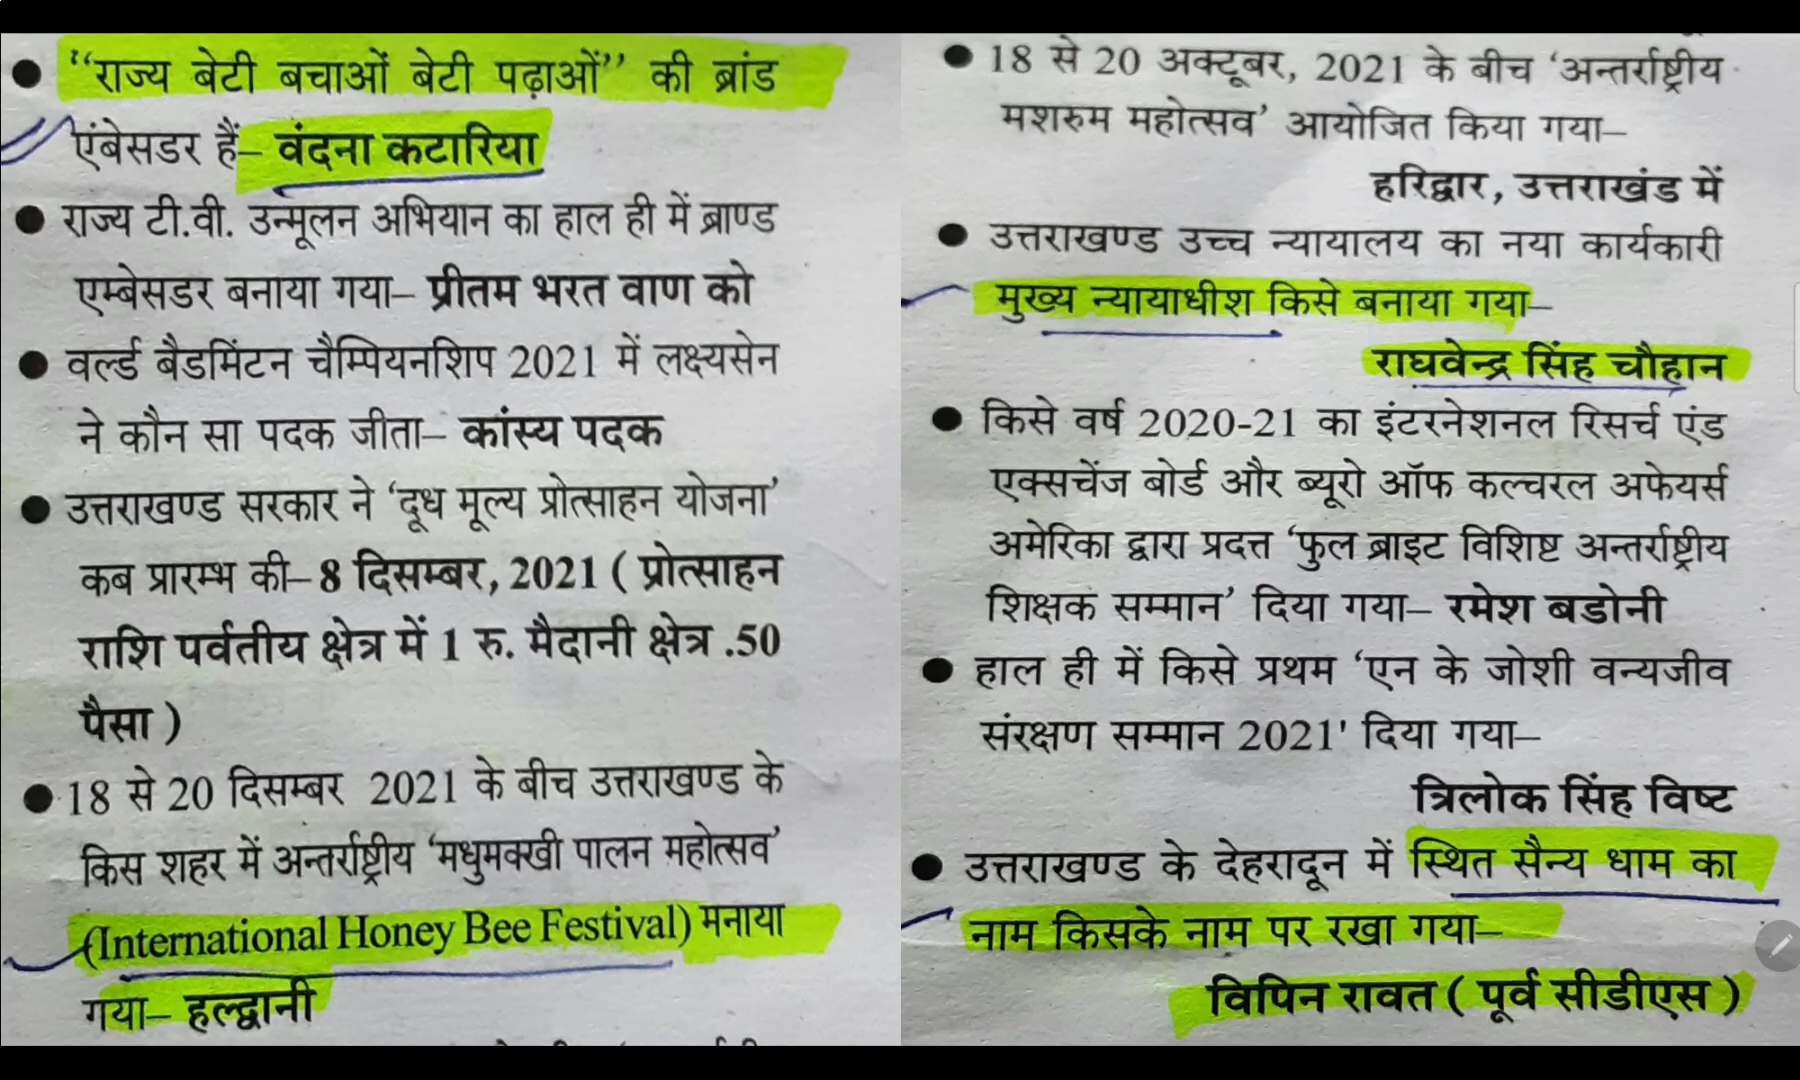 ● “राज्य बेटी बचाओं बेटी पढ़ाओं” की ब्रांड
एंबेसडर हैं– वंदना कटारिया
● राज्य टी.वी. उन्मूलन अभियान का हाल ही में ब्राण्ड
एम्बेसडर बनाया गया– प्रीतम भरत वाण को
● वर्ल्ड बैडमिंटन चैम्पियनशिप 2021 में लक्ष्यसेन
ने कौन सा पदक जीता– कांस्य पदक
● उत्तराखण्ड सरकार ने ‘दूध मूल्य प्रोत्साहन योजना’
कब प्रारम्भ की– 8 दिसम्बर, 2021 ( प्रोत्साहन
राशि पर्वतीय क्षेत्र में 1 रु. मैदानी क्षेत्र .50
पैसा )
● 18 से 20 दिसम्बर 2021 के बीच उत्तराखण्ड के
किस शहर में अन्तर्राष्ट्रीय ‘मधुमक्खी पालन महोत्सव’
(International Honey Bee Festival) मनाया
गया– हल्द्वानी
● 18 से 20 अक्टूबर, 2021 के बीच ‘अन्तर्राष्ट्रीय
मशरुम महोत्सव’ आयोजित किया गया–
हरिद्वार, उत्तराखंड में
● उत्तराखण्ड उच्च न्यायालय का नया कार्यकारी
मुख्य न्यायाधीश किसे बनाया गया–
राघवेन्द्र सिंह चौहान
● किसे वर्ष 2020-21 का इंटरनेशनल रिसर्च एंड
एक्सचेंज बोर्ड और ब्यूरो ऑफ कल्चरल अफेयर्स
अमेरिका द्वारा प्रदत्त ‘फुल ब्राइट विशिष्ट अन्तर्राष्ट्रीय
शिक्षक सम्मान’ दिया गया– रमेश बडोनी
● हाल ही में किसे प्रथम ‘एन के जोशी वन्यजीव
संरक्षण सम्मान 2021' दिया गया–
त्रिलोक सिंह विष्ट
● उत्तराखण्ड के देहरादून में स्थित सैन्य धाम का
नाम किसके नाम पर रखा गया–
विपिन रावत ( पूर्व सीडीएस )